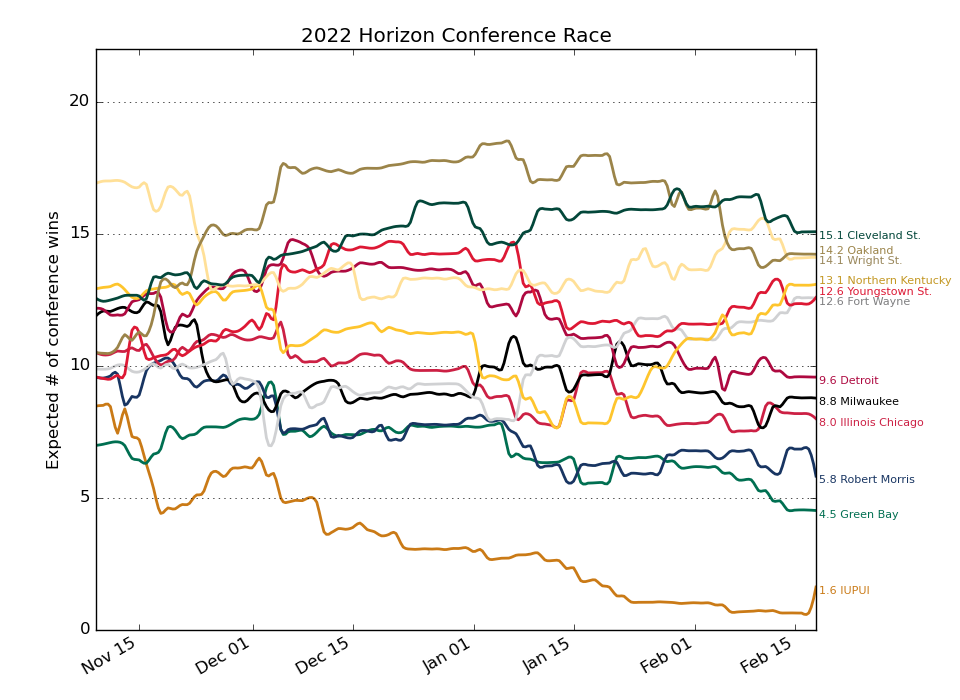 2022 Horizon Conference Race
Expected # of conference wins
20
15
10
5
0
15.1 Cleveland St.
14.2 Oakland
14.1 Wright St.
13.1 Northern Kentucky
12.6 Youngstown St.
12.6 Fort Wayne
9.6 Detroit
8.8 Milwaukee
8.0 Illinois Chicago
5.8 Robert Morris
4.5 Green Bay
1.6 IUPUI
Nov 15
Dec 01
Dec 15
Jan 01
Jan 15
Feb 01
Feb 15